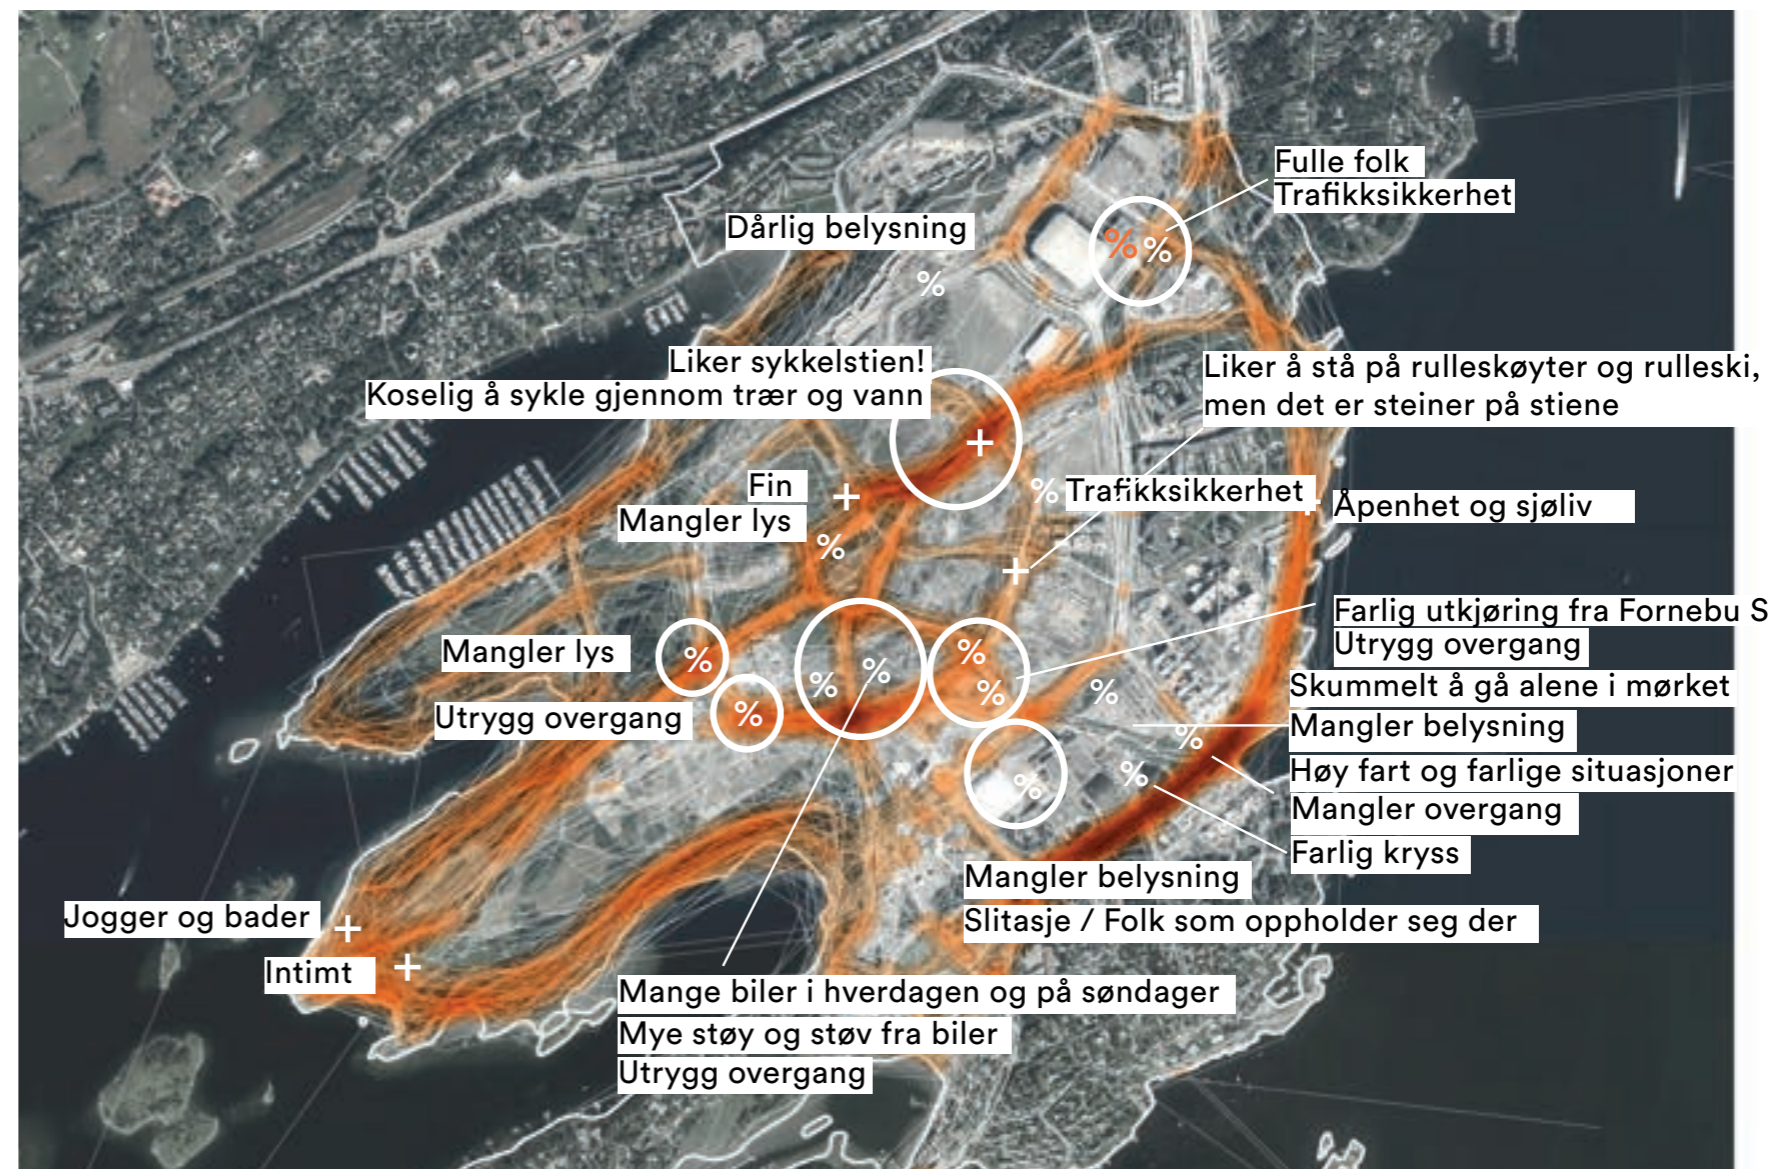 Fulle folk
Trafikksikkerhet
Dårlig belysning
%
% %
Liker sykkelstien!
Koselig å sykle gjennom trær og vann
+
Liker å stå på rulleskøyter og rulleski,
men det er steiner på stiene
Fin +
Mangler lys
%
% Trafikksikkerhet
Åpenhet og sjøliv
+
Farlig utkjøring fra Fornebu S
Utrygg overgang
Mangler lys
%
Utrygg overgang
%
% %
%
%
%
%
%
%
Skummelt å gå alene i mørket
Mangler belysning
Høy fart og farlige situasjoner
Mangler overgang
Farlig kryss
Mangler belysning
Slitasje / Folk som oppholder seg der
Jogger og bader +
Intimt +
Mange biler i hverdagen og på søndager
Mye støy og støv fra biler
Utrygg overgang